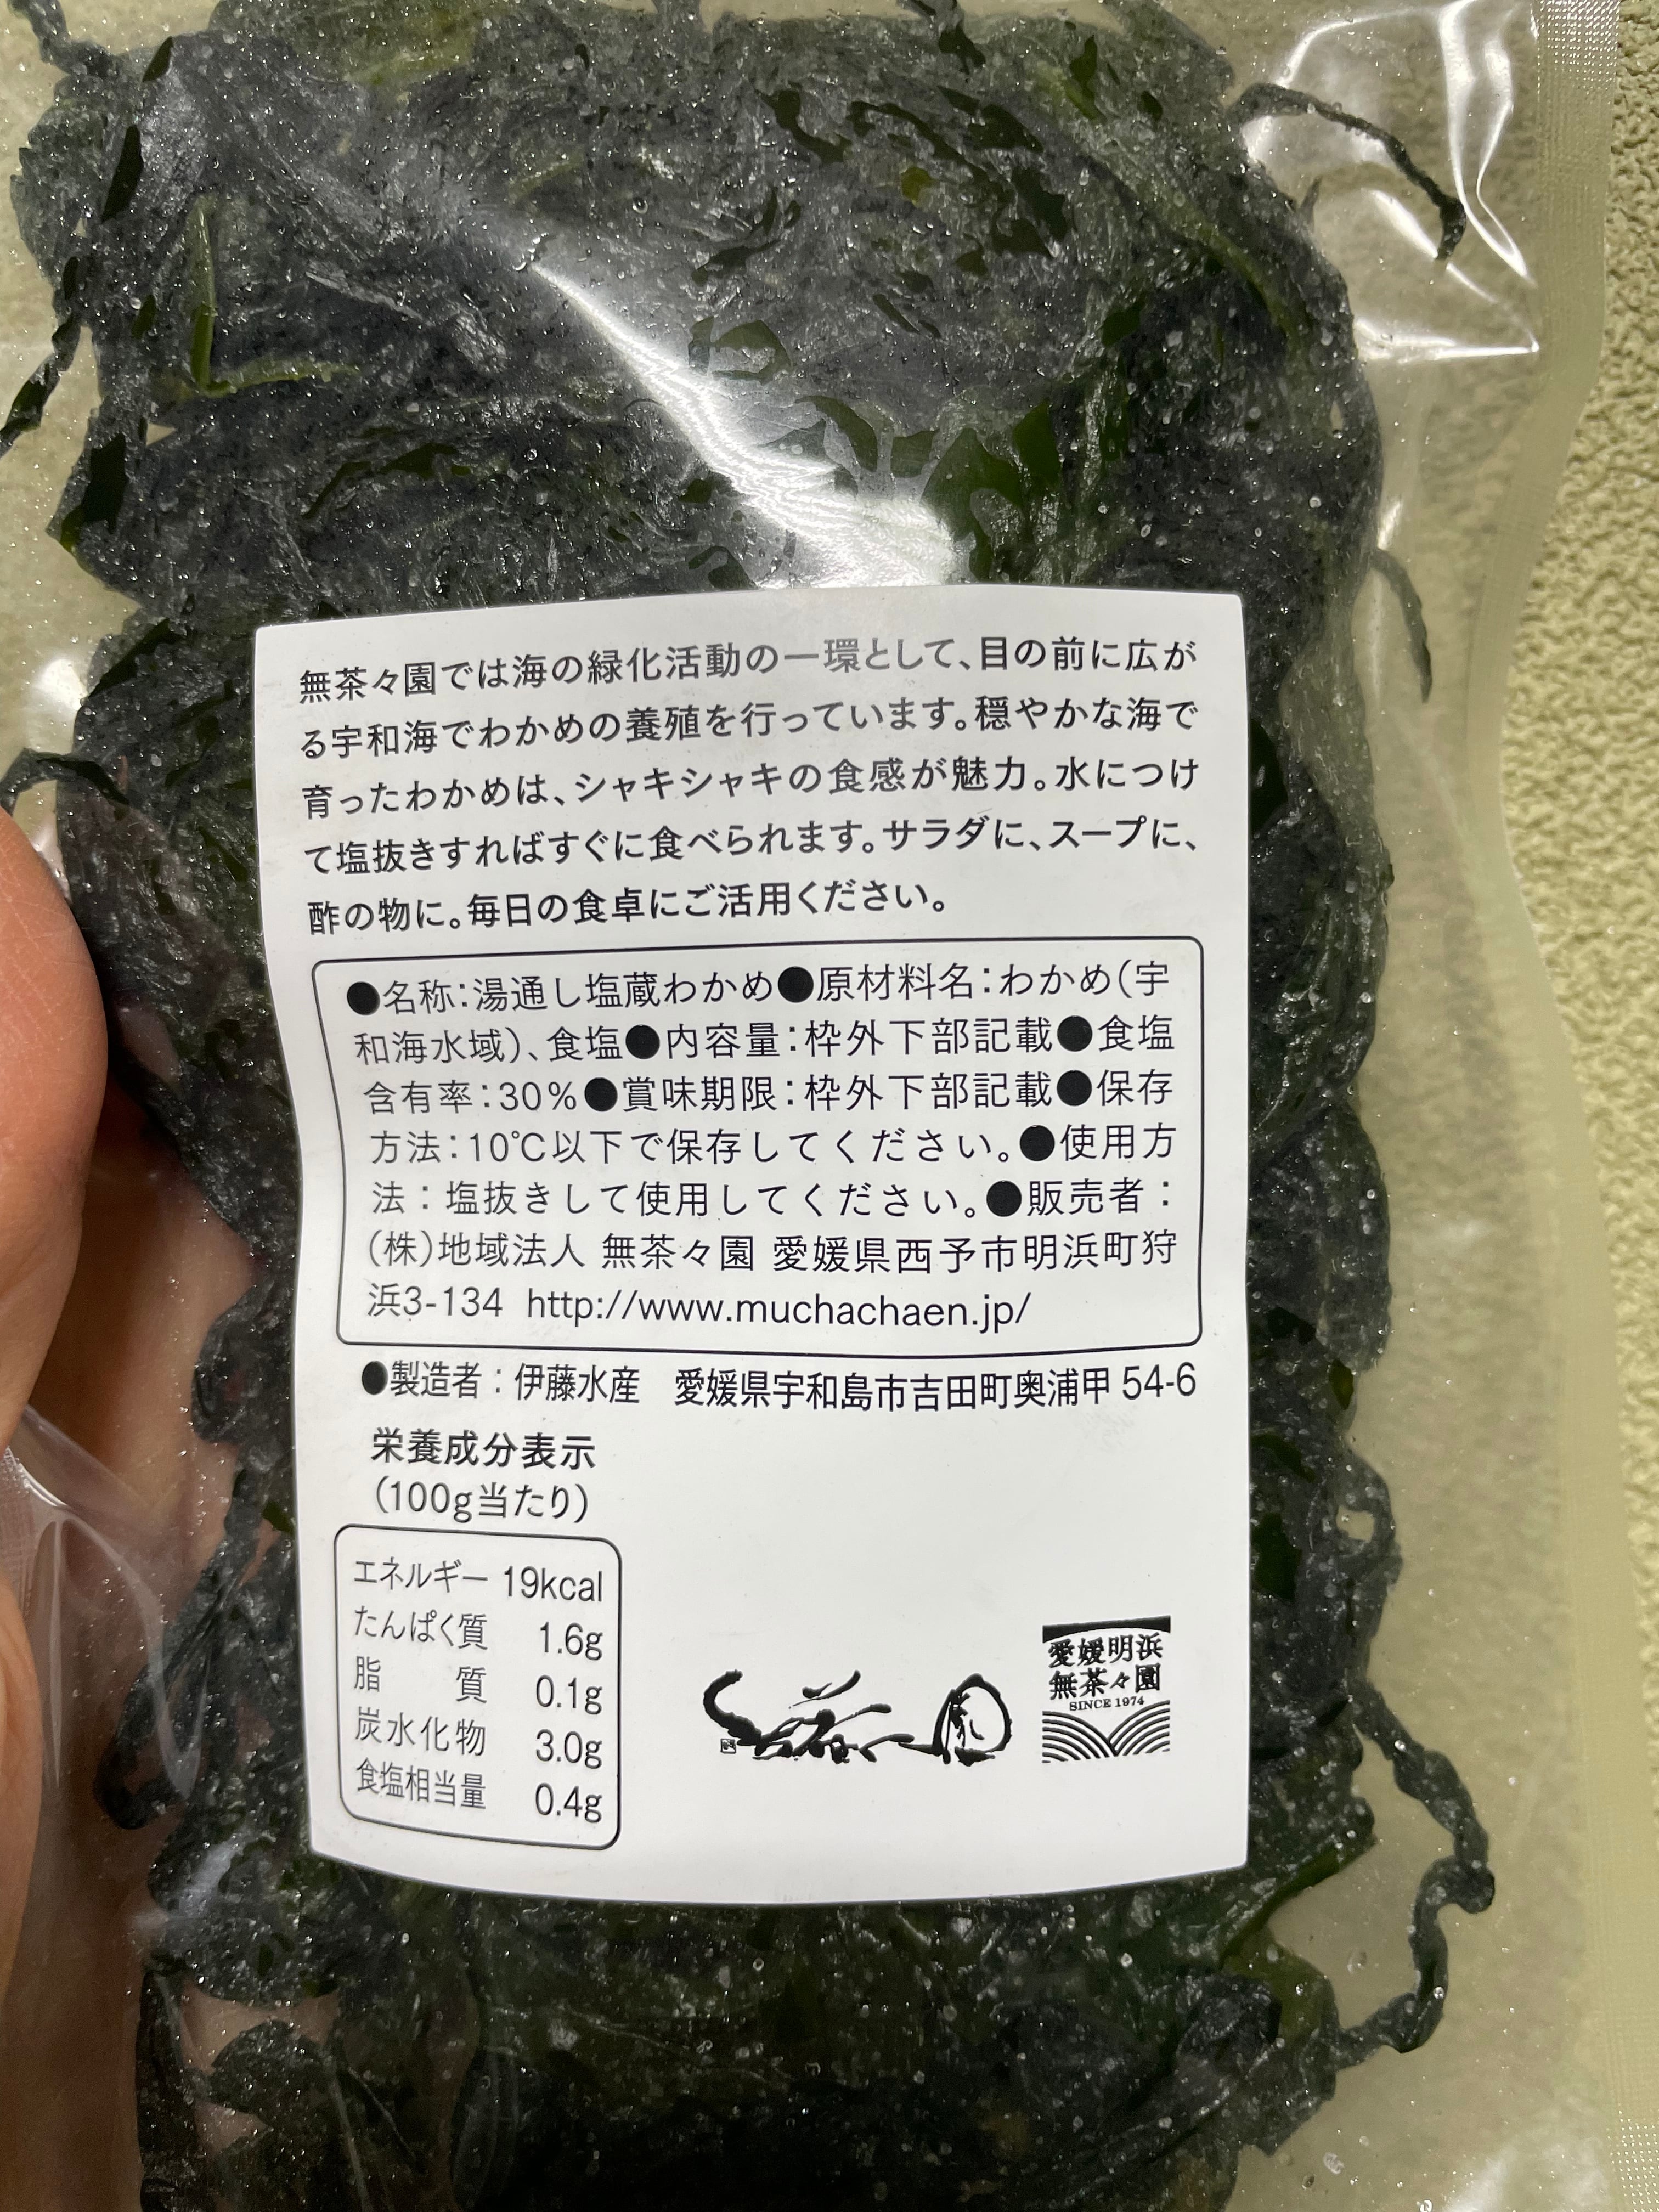 無茶々園では海の緑化活動の一環として、目の前に広が
る宇和海でわかめの養殖を行っています。穏やかな海で
育ったわかめは、シャキシャキの食感が魅力。水につけ
て塩抜きすればすぐに食べられます。サラダに、スープに、
酢の物に。毎日の食卓にご活用ください。
●名称：湯通し塩蔵わかめ●原材料名：わかめ（宇
和海水域）、食塩●内容量：枠外下部記載●食塩
含有率：30％●賞味期限：枠外下部記載●保存
方法：10℃以下で保存してください。●使用方
法：塩抜きして使用してください。●販売者：
（株）地域法人 無茶々園 愛媛県西予市明浜町狩
浜3-134 http://www.muchachaen.jp/
●製造者：伊藤水産　愛媛県宇和島市吉田町奥浦甲 54-6
栄養成分表示
（100g当たり）
エネルギー 19kcal
たんぱく質 1.6g
脂質 0.1g
炭水化物 3.0g
食塩相当量 0.4g
愛媛明浜
無茶々園
SINCE 1974